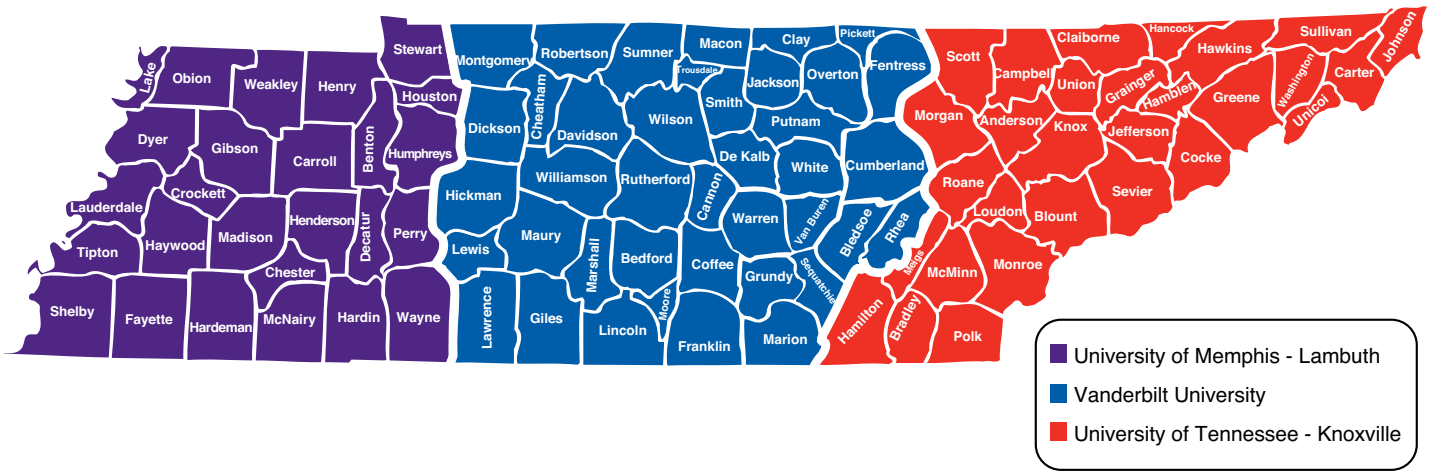 Stewart
Lake
Obion
Weakley
Henry
Houston
Dyer
Gibson
Carroll
Benton
Humphreys
Crockett
Lauderdale
Henderson
Decatur
Perry
Tipton
Haywood
Madison
Chester
Shelby
Fayette
Hardeman
McNairy
Hardin
Wayne
Montgomery
Robertson
Sumner
Macon
Trousdale
Clay
Pickett
Fentress
Overton
Jackson
Smith
Dickson
Cheatham
Davidson
Wilson
Putnam
De Kalb
White
Cumberland
Hickman
Williamson
Rutherford
Cannon
Warren
Van Buren
Bledsoe
Rhea
Lewis
Maury
Marshall
Bedford
Coffee
Grundy
Sequatchie
Lawrence
Giles
Lincoln
Moore
Franklin
Marion
Scott
Campbell
Claiborne
Hancock
Hawkins
Sullivan
Johnson
Carter
Washington
Unicoi
Greene
Hamblen
Grainger
Union
Anderson
Morgan
Knox
Jefferson
Cocke
Sevier
Blount
Loudon
Roane
Meigs
McMinn
Monroe
Hamilton
Bradley
Polk
University of Memphis - Lambuth
Vanderbilt University
University of Tennessee - Knoxville